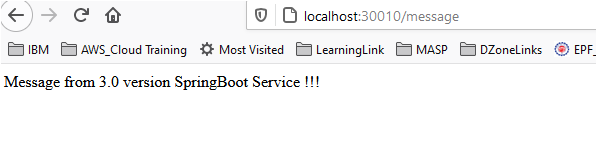 localhost:30010/message
IBM AWS_Cloud Training Most Visited LearningLink MASP DZoneLinks EPF_
Message from 3.0 version SpringBoot Service !!!